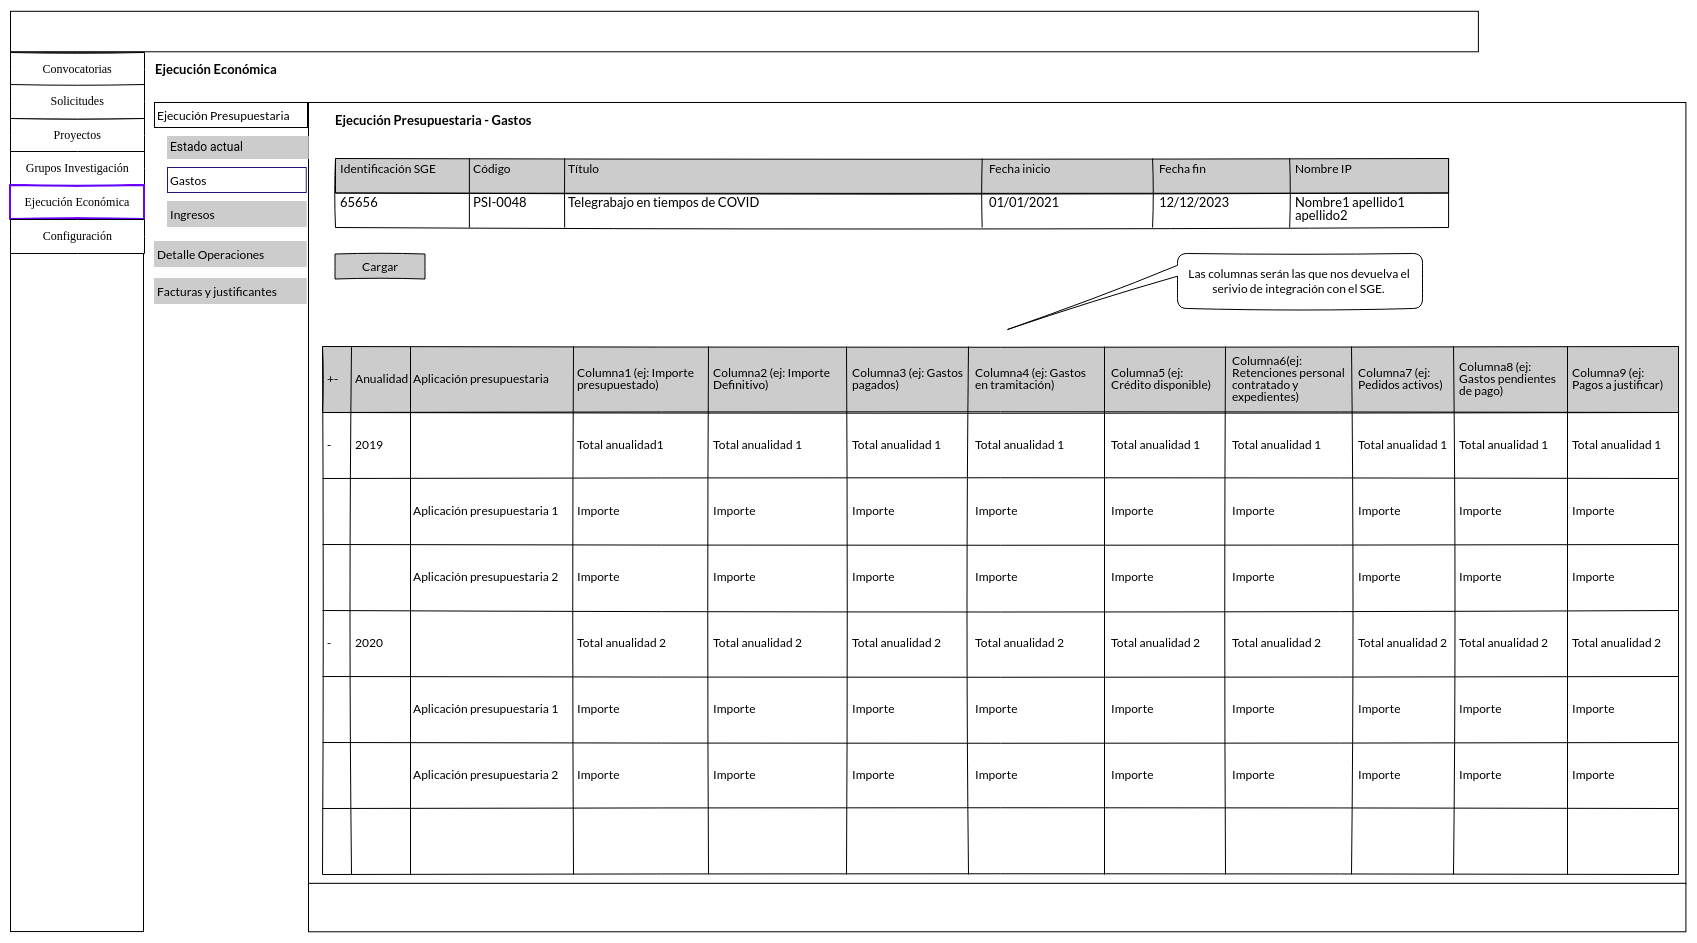 Convocatorias
Solicitudes
Proyectos
Grupos Investigación
Ejecución Económica
Configuración
Ejecución Económica
Ejecución Presupuestaria
Estado actual
Gastos
Ingresos
Detalle Operaciones
Facturas y justificantes
Ejecución Presupuestaria - Gastos
Identificación SGE Código Título Fecha inicio Fecha fin Nombre IP
65656 PSI-0048 Telegrabajo en tiempos de COVID 01/01/2021 12/12/2023 Nombre1 apellido1
apellido2
Cargar
Las columnas serán las que nos devuelva el
serivio de integración con el SGE.
+-
Anualidad
Aplicación presupuestaria
Columna1 (ej: Importe
presupuestado)
Columna2 (ej: Importe
Definitivo)
Columna3 (ej: Gastos
pagados)
Columna4 (ej: Gastos
en tramitación)
Columna5 (ej:
Crédito disponible)
Columna6(ej:
Retenciones personal
contratado y
expedientes)
Columna7 (ej:
Pedidos activos)
Columna8 (ej:
Gastos pendientes
de pago)
Columna9 (ej:
Pagos a justificar)
- 2019 Total anualidad1 Total anualidad 1 Total anualidad 1 Total anualidad 1 Total anualidad 1 Total anualidad 1 Total anualidad 1 Total anualidad 1 Total anualidad 1
Aplicación presupuestaria 1 Importe Importe Importe Importe Importe Importe Importe Importe Importe
Aplicación presupuestaria 2 Importe Importe Importe Importe Importe Importe Importe Importe Importe
- 2020 Total anualidad 2 Total anualidad 2 Total anualidad 2 Total anualidad 2 Total anualidad 2 Total anualidad 2 Total anualidad 2 Total anualidad 2 Total anualidad 2
Aplicación presupuestaria 1 Importe Importe Importe Importe Importe Importe Importe Importe Importe
Aplicación presupuestaria 2 Importe Importe Importe Importe Importe Importe Importe Importe Importe